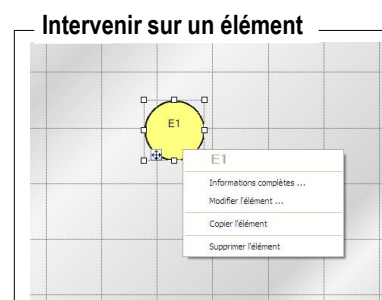 Intervenir sur un élément
E1
E1
Informations complètes ...
Modifier l'élément ...
Copier l'élément
Supprimer l'élément